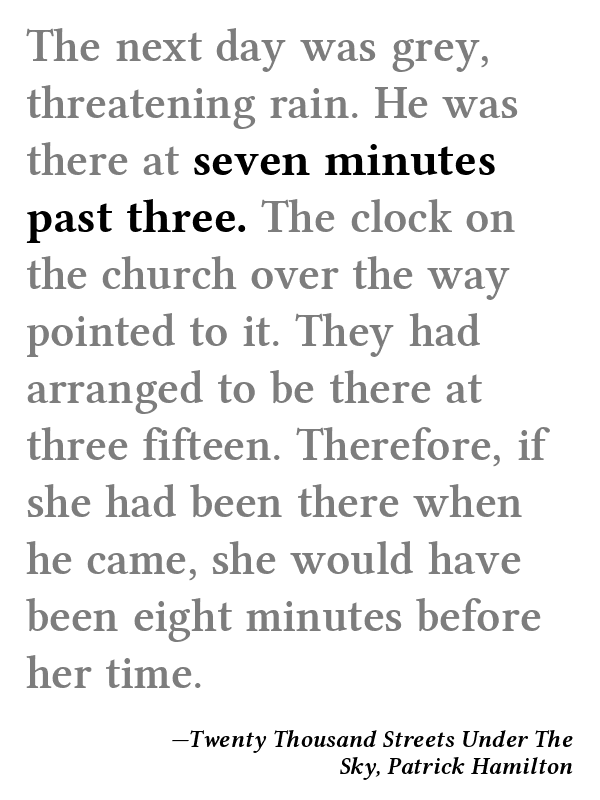 The next day was grey,
threatening rain. He was
there at seven minutes
past three. The clock on
the church over the way
pointed to it. They had
arranged to be there at
three fifteen. Therefore, if
she had been there when
he came, she would have
been eight minutes before
her time.
—Twenty Thousand Streets Under The
Sky, Patrick Hamilton